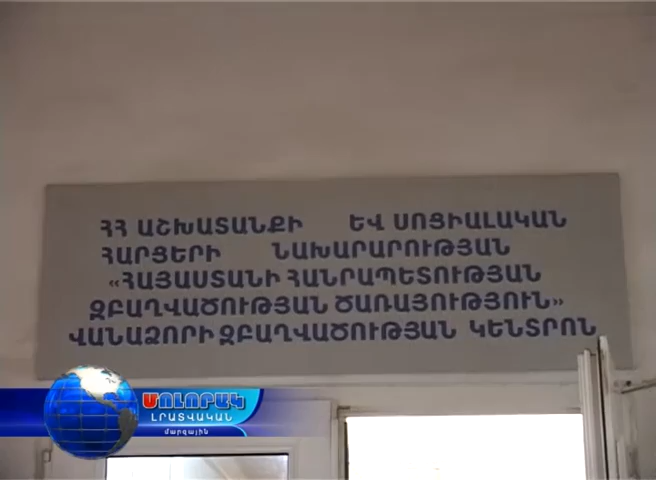 ՀՀ ԱՇԽԱՏԱՆՔԻ ԵՎ ՍՈՑԻԱԼԱԿԱՆ
ՀԱՐՑԵՐԻ ՆԱԽԱՐԱՐՈՒԹՅԱՆ
«ՀԱՅԱՍՏԱՆԻ ՀԱՆՐԱՊԵՏՈՒԹՅԱՆ
ԶԲԱՂՎԱԾՈՒԹՅԱՆ ԾԱՌԱՅՈՒԹՅՈՒՆ»
ՎԱՆԱՁՈՐԻ ԶԲԱՂՎԱԾՈՒԹՅԱՆ ԿԵՆՏՐՈՆ
ՄՈԼՈՐԱԿ
ԼՐԱՏՎԱԿԱՆ
մարզային